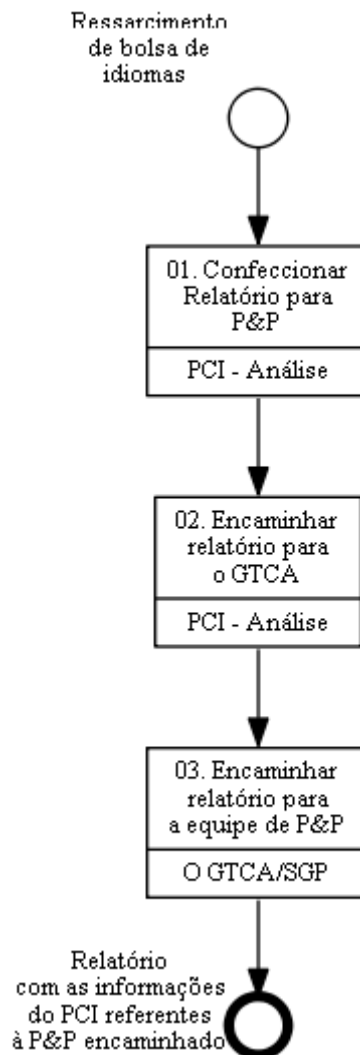 Ressarcimento
de bolsa de
idiomas
01. Confeccionar
Relatório para
P&P
PCI - Análise
02. Encaminhar
relatório para
o GTCA
PCI - Análise
03. Encaminhar
relatório para
a equipe de P&P
O GTCA/SGP
Relatório
com as informações
do PCI referentes
à P&P encaminhado